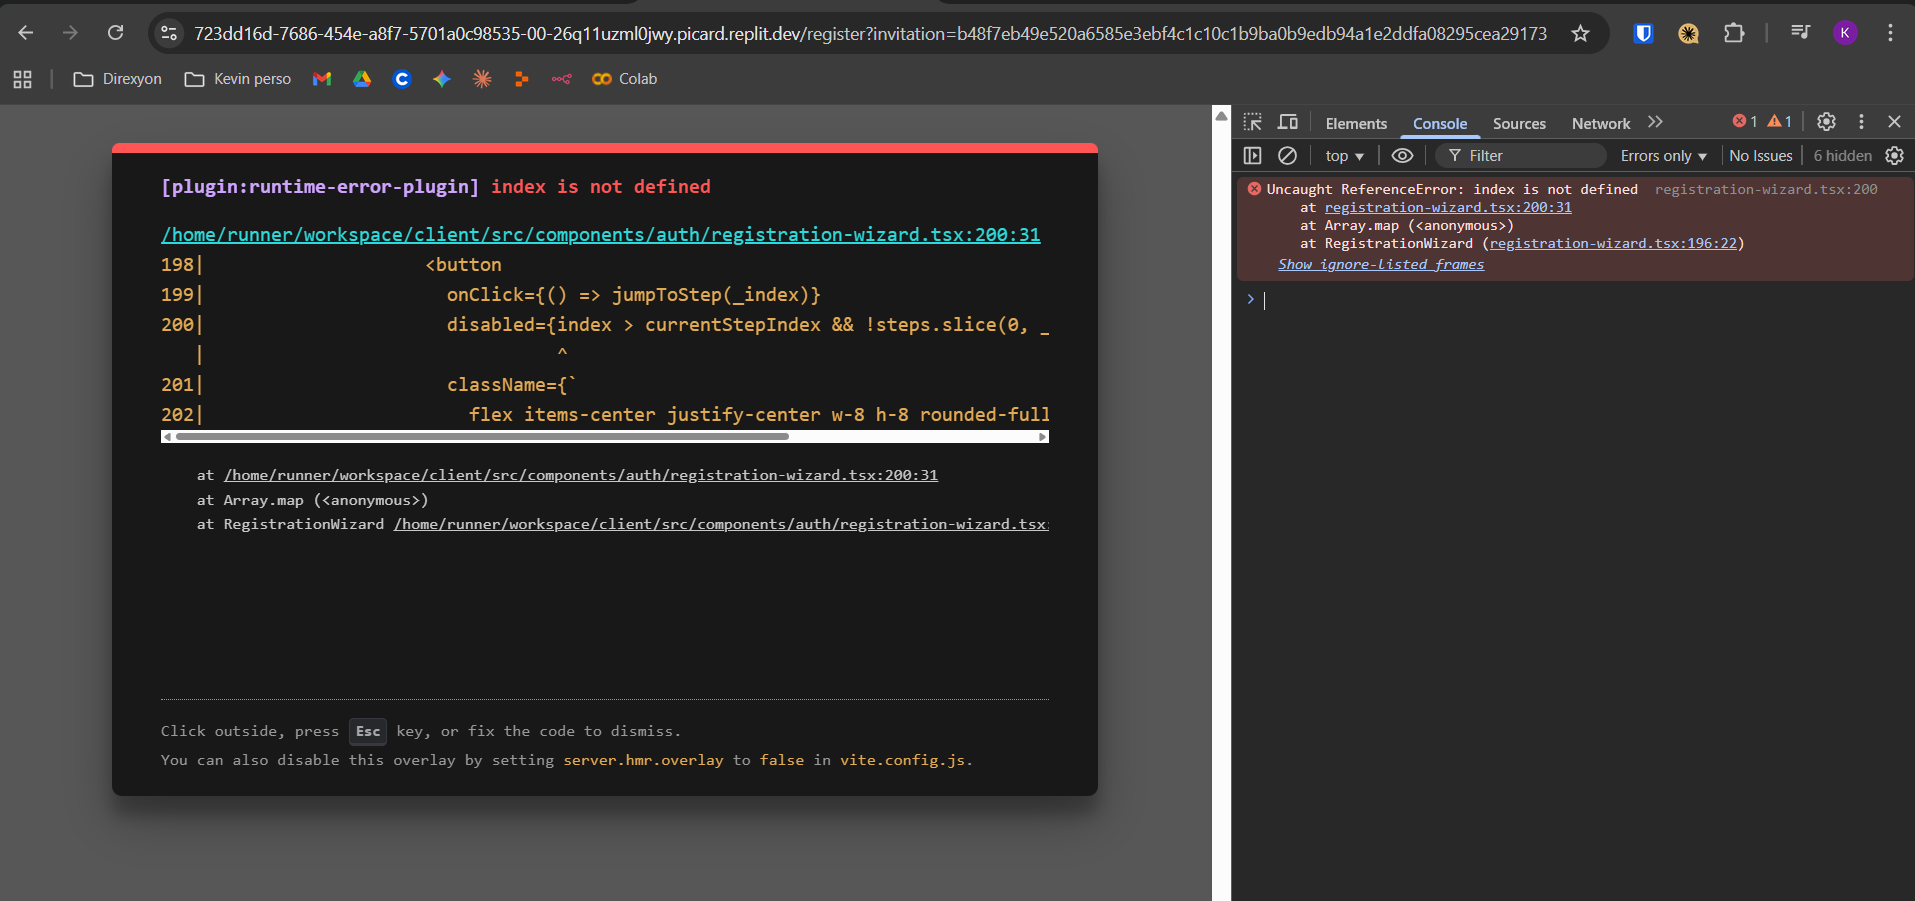 723dd16d-7686-454e-a8f7-5701a0c98535-00-26q11uzml0jwy.picard.replit.dev/register?invitation=b48f7eb49e520a6585e3ebf4c1c10c1b9ba0b9edb94a1e2ddfa08295cea29173
K
Direxyon
Kevin perso
Colab
[plugin:runtime-error-plugin] index is not defined
/home/runner/workspace/client/src/components/auth/registration-wizard.tsx:200:31
198| <button
199| onClick={() => jumpToStep(_index)}
200| disabled={index > currentStepIndex && !steps.slice(0, _
| ^
201| className={`
202| flex items-center justify-center w-8 h-8 rounded-full
at /home/runner/workspace/client/src/components/auth/registration-wizard.tsx:200:31
at Array.map (<anonymous>)
at RegistrationWizard /home/runner/workspace/client/src/components/auth/registration-wizard.tsx:
Click outside, press Esc key, or fix the code to dismiss.
You can also disable this overlay by setting server.hmr.overlay to false in vite.config.js.
Elements Console Sources Network 1 1
top Filter Errors only No Issues 6 hidden
Uncaught ReferenceError: index is not defined registration-wizard.tsx:200
at registration-wizard.tsx:200:31
at Array.map (<anonymous>)
at RegistrationWizard (registration-wizard.tsx:196:22)
Show ignore-listed frames